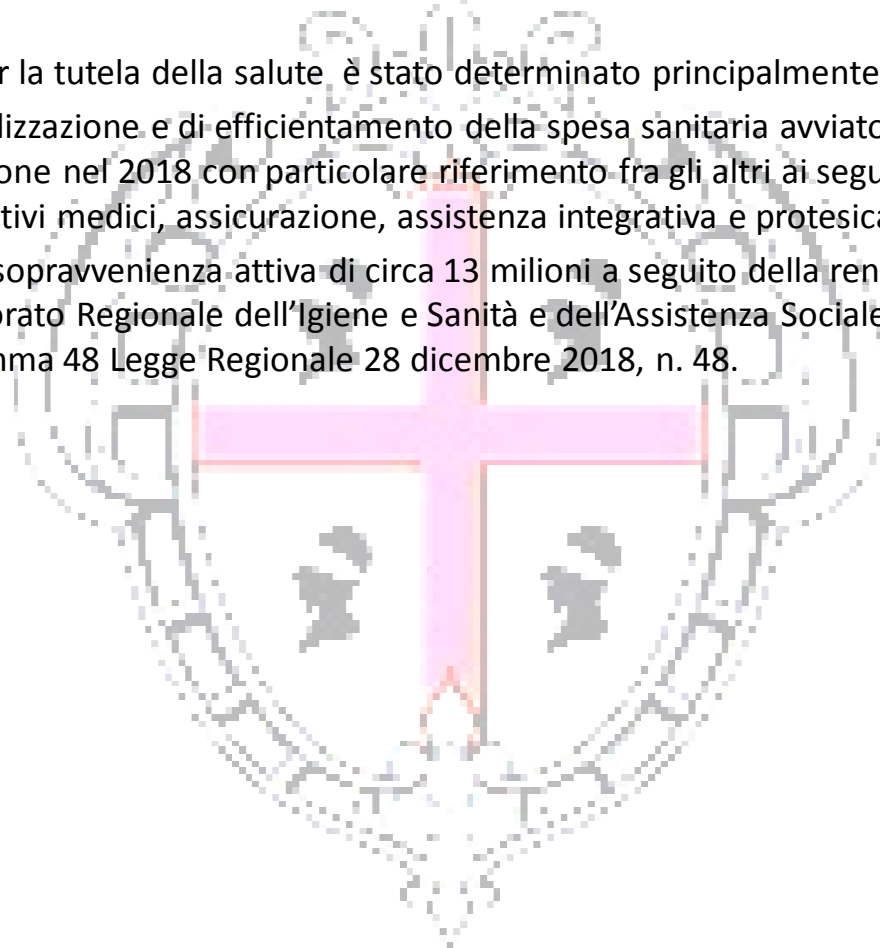 r la tutela della salute è stato determinato principalmente
lizzazione e di efficientamento della spesa sanitaria avviato
one nel 2018 con particolare riferimento fra gli altri ai segu
tivi medici, assicurazione, assistenza integrativa e protesica
sopravvenienza attiva di circa 13 milioni a seguito della ren
orato Regionale dell’Igiene e Sanità e dell’Assistenza Sociale
mma 48 Legge Regionale 28 dicembre 2018, n. 48.